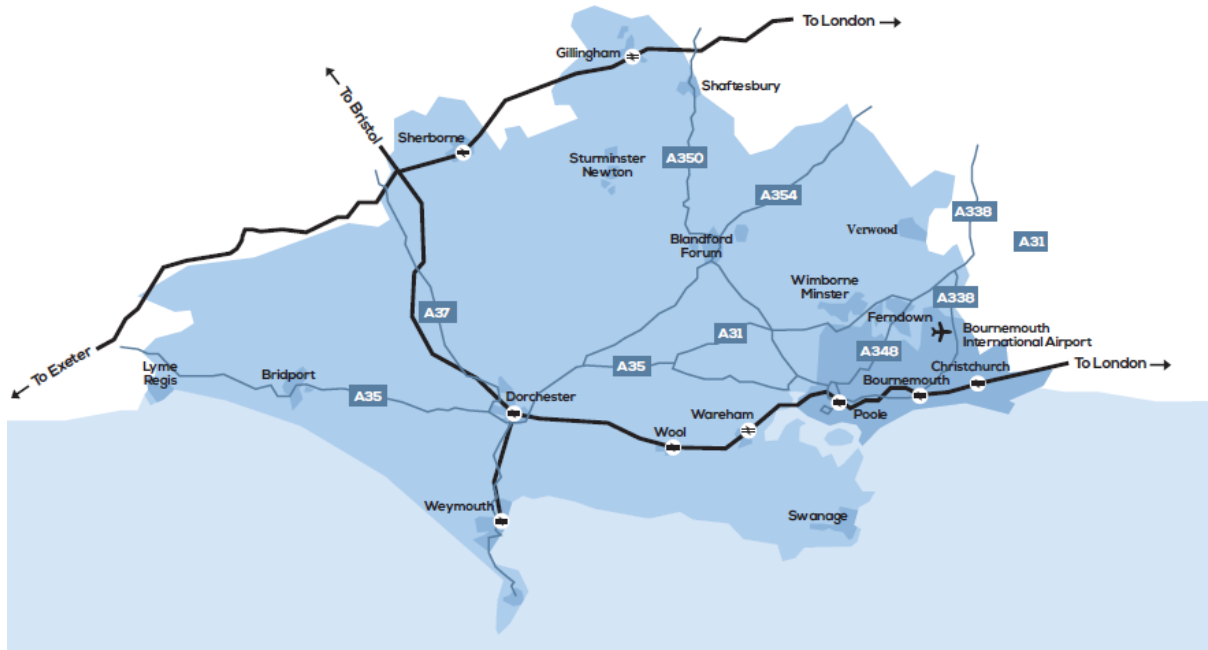 To London
Gillingham
Shaftesbury
To Bristol
Sherborne
Sturminster
Newton
A350
A354
A338
Verwood
A31
Blandford
Forum
Wimborne
Minster
A338
A37
Ferndown
A31
Bournemouth
International Airport
A348
To Exeter
Lyme
Regis
Bridport
A35
A35
Christchurch
To London
Bournemouth
A35
Dorchester
Wareham
Poole
Wool
Weymouth
Swanage